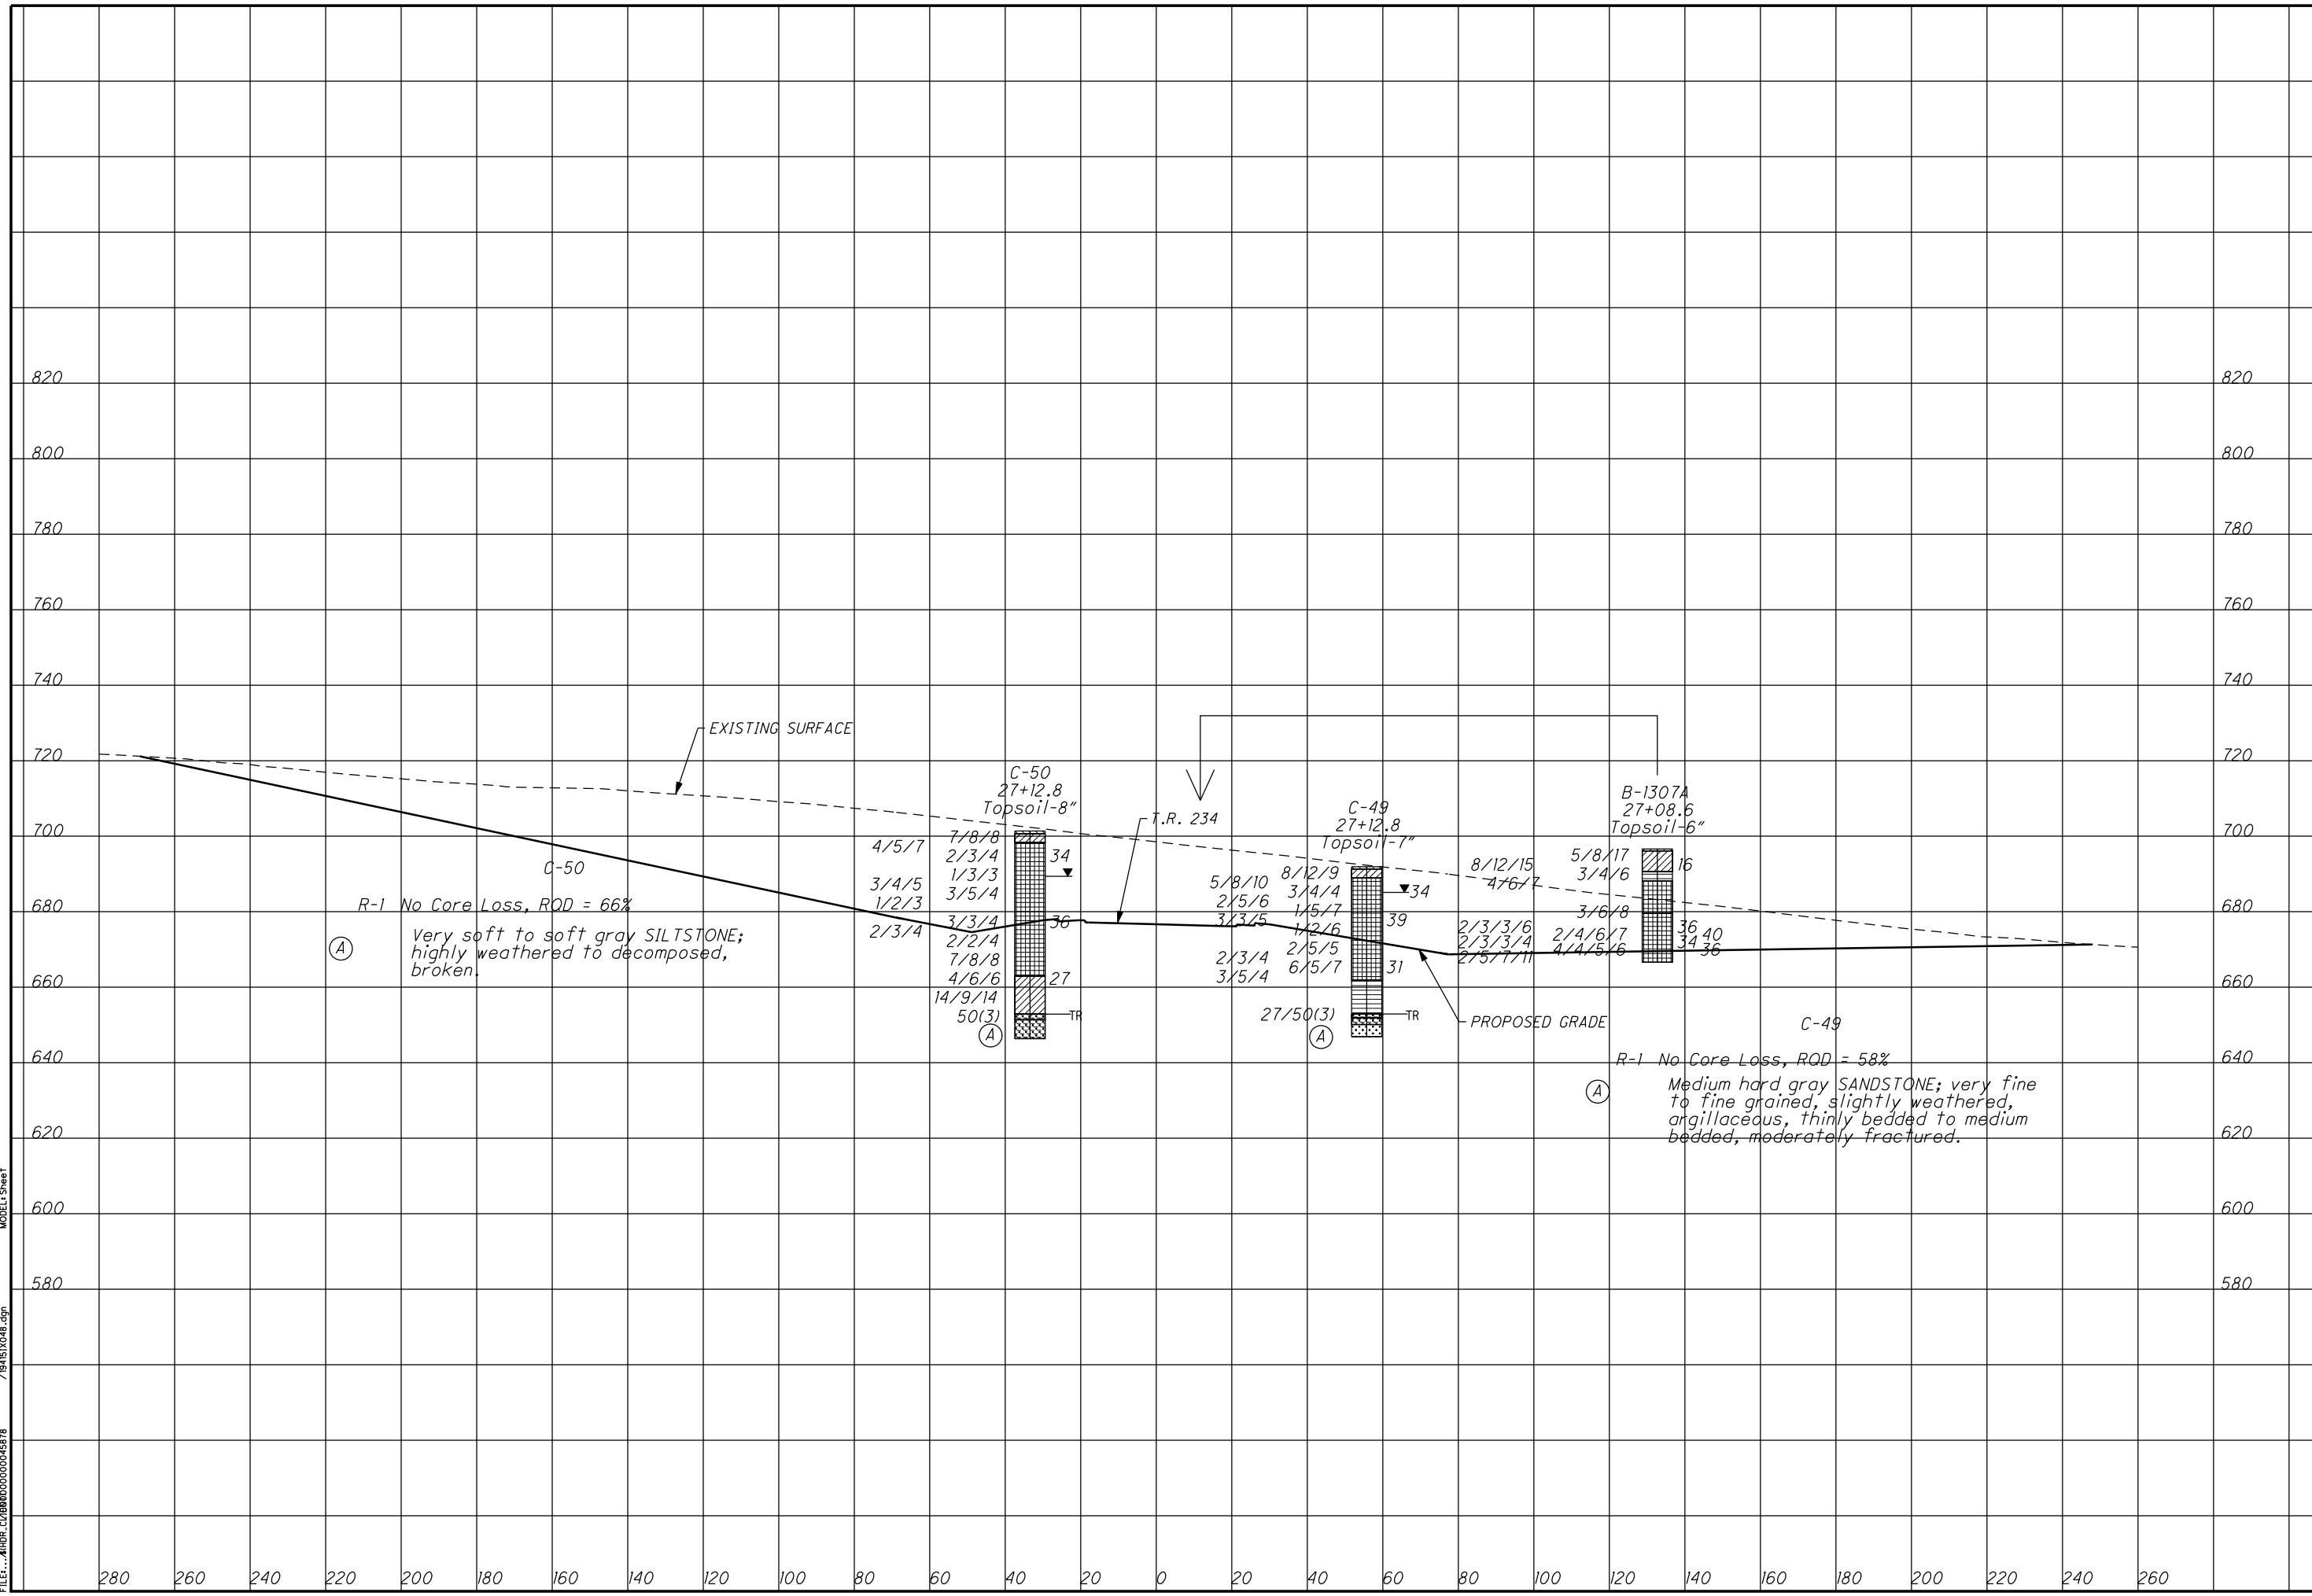 820 820
800 800
780 780
760 760
740 740
EXISTING SURFACE
720 720
C-50
27+12.8
Topsoil-8"
B-1307A
27+08.6
Topsoil-6"
C-49
27+12.8
Topsoil-7"
T.R. 234
700 700
4/5/7
3/4/5
1/2/3
2/3/4
7/8/8
2/3/4
1/3/3
3/5/4
3/3/4
2/2/4
7/8/8
4/6/6
14/9/14
50(3)
34
36
27
TR
A
5/8/10
2/5/6
3/3/5
2/3/4
3/5/4
8/12/9
3/4/4
1/5/7
1/2/6
2/5/5
6/5/7
27/50(3)
34
39
31
TR
A
8/12/15
4/6/7
2/3/3/6
2/3/3/4
2/5/7/11
5/8/17
3/4/6
3/6/8
2/4/6/7
4/4/5/6
16
36
40
34
36
C-50
R-1 No Core Loss, RQD = 66%
A
Very soft to soft gray SILTSTONE;
highly weathered to decomposed,
broken.
680 680
660 660
PROPOSED GRADE
C-49
R-1 No Core Loss, RQD = 58%
A
Medium hard gray SANDSTONE; very fine
to fine grained, slightly weathered,
argillaceous, thinly bedded to medium
bedded, moderately fractured.
640 640
620 620
600 600
580 580
280 260 240 220 200 180 160 140 120 100 80 60 40 20 0 20 40 60 80 100 120 140 160 180 200 220 240 260
MODEL: Sheet